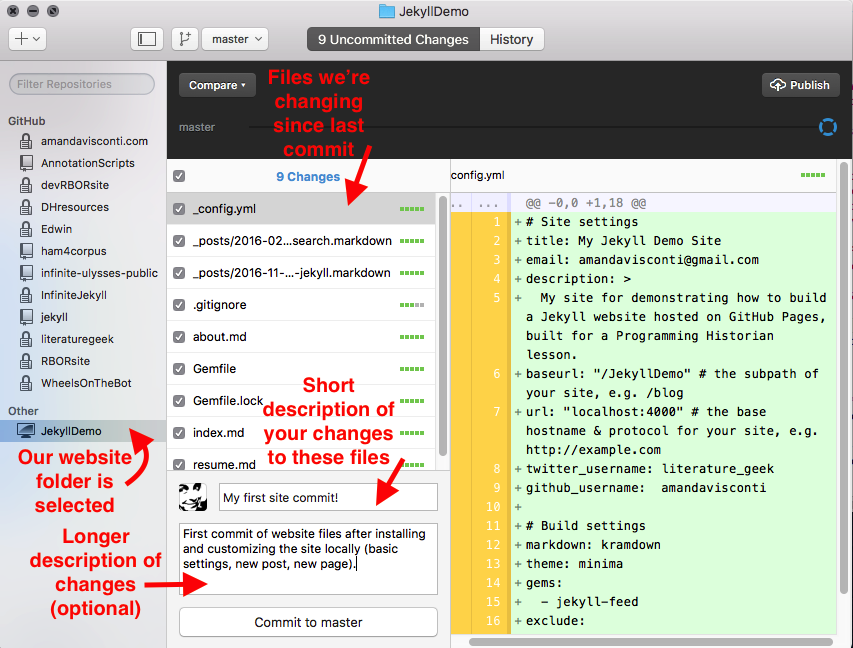 JekyllDemo
master
9 Uncommitted Changes
History
Filter Repositories
GitHub
amandavisconti.com
AnnotationScripts
devRBORsite
DHresources
Edwin
ham4corpus
infinite-ulysses-public
InfiniteJekyll
jekyll
literaturegeek
RBORsite
WheelsOnTheBot
Other
JekyllDemo
Our website
folder is
selected
Longer
description of
changes
(optional)
Compare
Publish
master
Files we're
changing
since last
commit
9 Changes
_config.yml
_posts/2016-02...search.markdown
_posts/2016-11-...-jekyll.markdown
.gitignore
about.md
Gemfile
Gemfile.lock
index.md
resume.md
Short
description of
your changes
to these files
My first site commit!
First commit of website files after installing
and customizing the site locally (basic
settings, new post, new page).
Commit to master
config.yml
.. ... @@ -0,0 +1,18 @@
1 +# Site settings
2 +title: My Jekyll Demo Site
3 +email: amandavisconti@gmail.com
4 +description: >
5 +  My site for demonstrating how to build
a Jekyll website hosted on GitHub Pages,
built for a Programming Historian
lesson.
6 +baseurl: "/JekyllDemo" # the subpath of
your site, e.g. /blog
7 +url: "localhost:4000" # the base
hostname & protocol for your site, e.g.
http://example.com
8 +twitter_username: literature_geek
9 +github_username:  amandavisconti
10 +
11 +# Build settings
12 +markdown: kramdown
13 +theme: minima
14 +gems:
15 +  - jekyll-feed
16 +exclude: